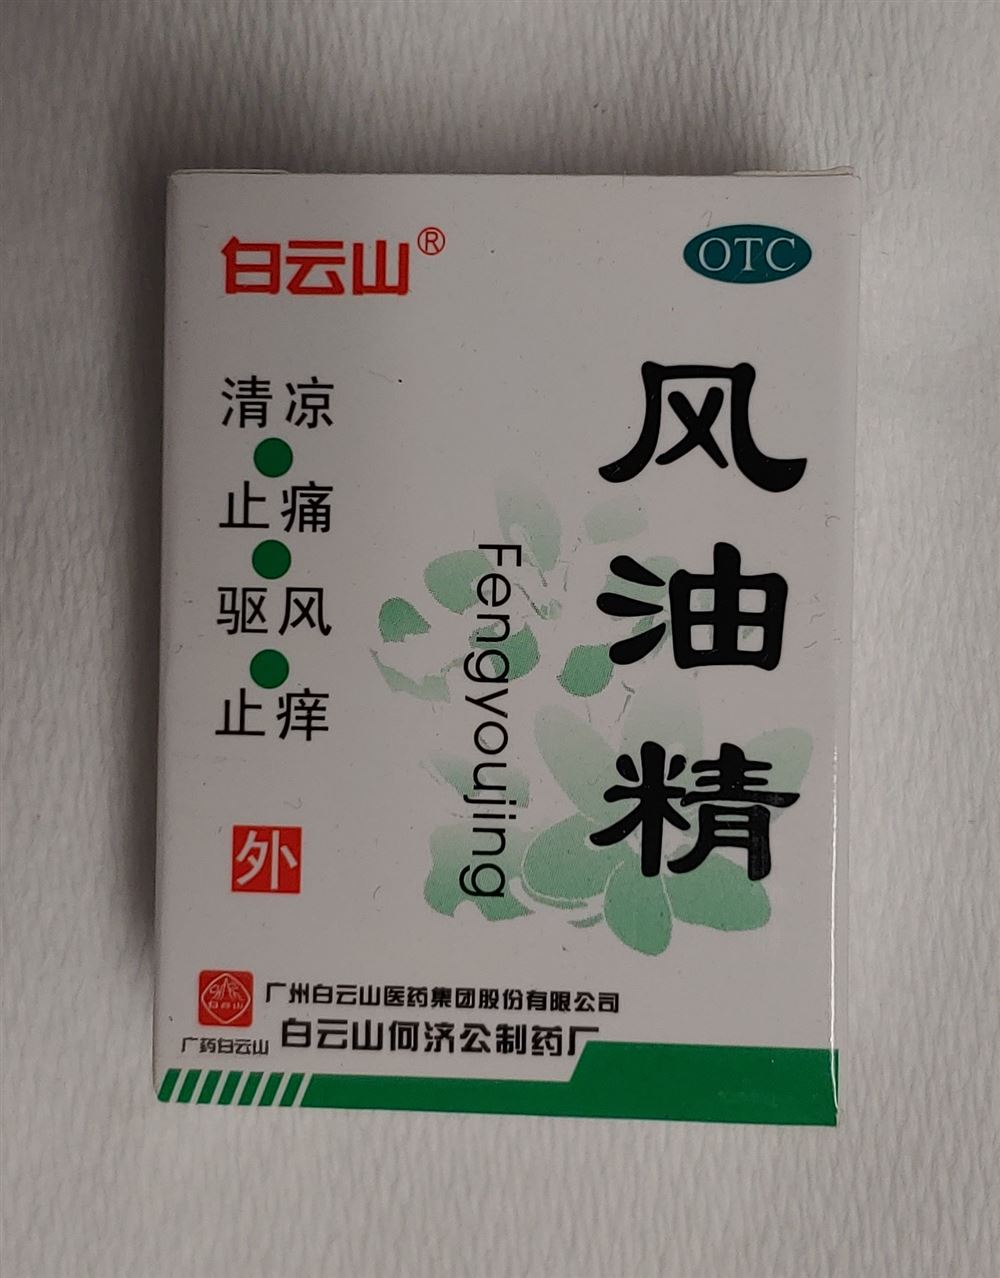 白云山®
OTC
风油精
Fengyoujing
清凉
止痛
驱风
止痒
外
广药白云山
广州白云山医药集团股份有限公司
白云山何济公制药厂